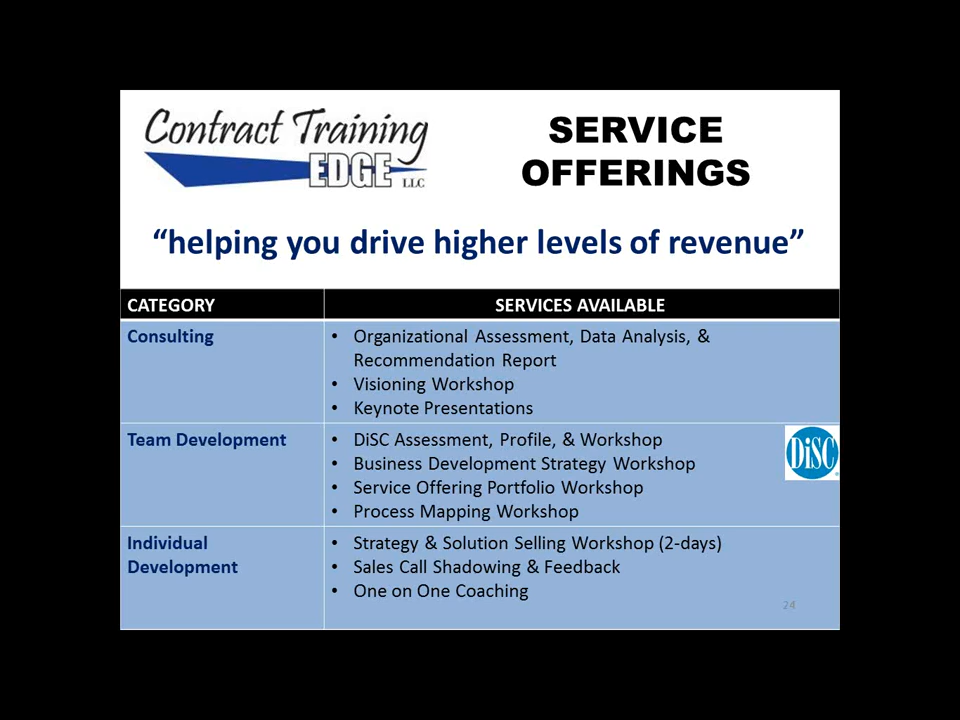 Contract Training
EDGE LLC
SERVICE
OFFERINGS
“helping you drive higher levels of revenue”
CATEGORY SERVICES AVAILABLE
Consulting
• Organizational Assessment, Data Analysis, &
Recommendation Report
• Visioning Workshop
• Keynote Presentations
Team Development
• DiSC Assessment, Profile, & Workshop
• Business Development Strategy Workshop
• Service Offering Portfolio Workshop
• Process Mapping Workshop
DiSC
Individual
Development
• Strategy & Solution Selling Workshop (2-days)
• Sales Call Shadowing & Feedback
• One on One Coaching
24